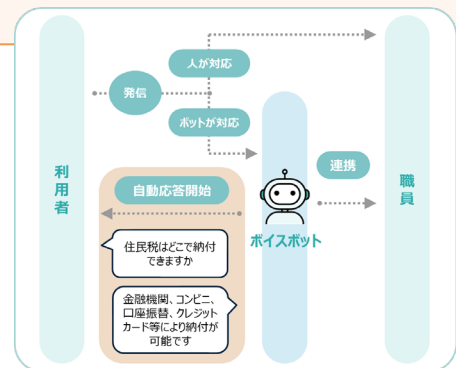 人が対応
発信
ボットが対応
利用者
自動応答開始
連携
職員
ボイスボット
住民税はどこで納付
できますか
金融機関、コンビニ、
口座振替、クレジット
カード等により納付が
可能です